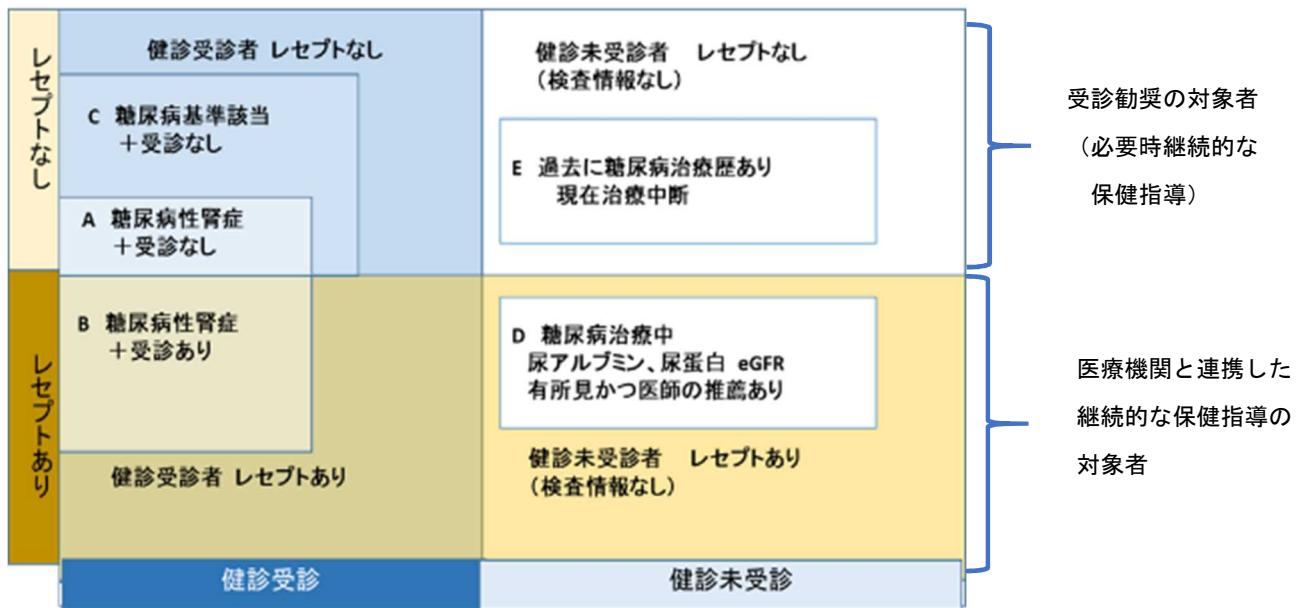 レセプトなし
健診受診者 レセプトなし
C 糖尿病基準該当
＋受診なし
A 糖尿病性腎症
＋受診なし
健診未受診者 レセプトなし
（検査情報なし）
E 過去に糖尿病治療歴あり
現在治療中断
受診勧奨の対象者
（必要時継続的な
保健指導）
レセプトあり
B 糖尿病性腎症
＋受診あり
健診受診者 レセプトあり
D 糖尿病治療中
尿アルブミン、尿蛋白 eGFR
有所見かつ医師の推薦あり
健診未受診者 レセプトあり
（検査情報なし）
医療機関と連携した
継続的な保健指導の
対象者
健診受診
健診未受診